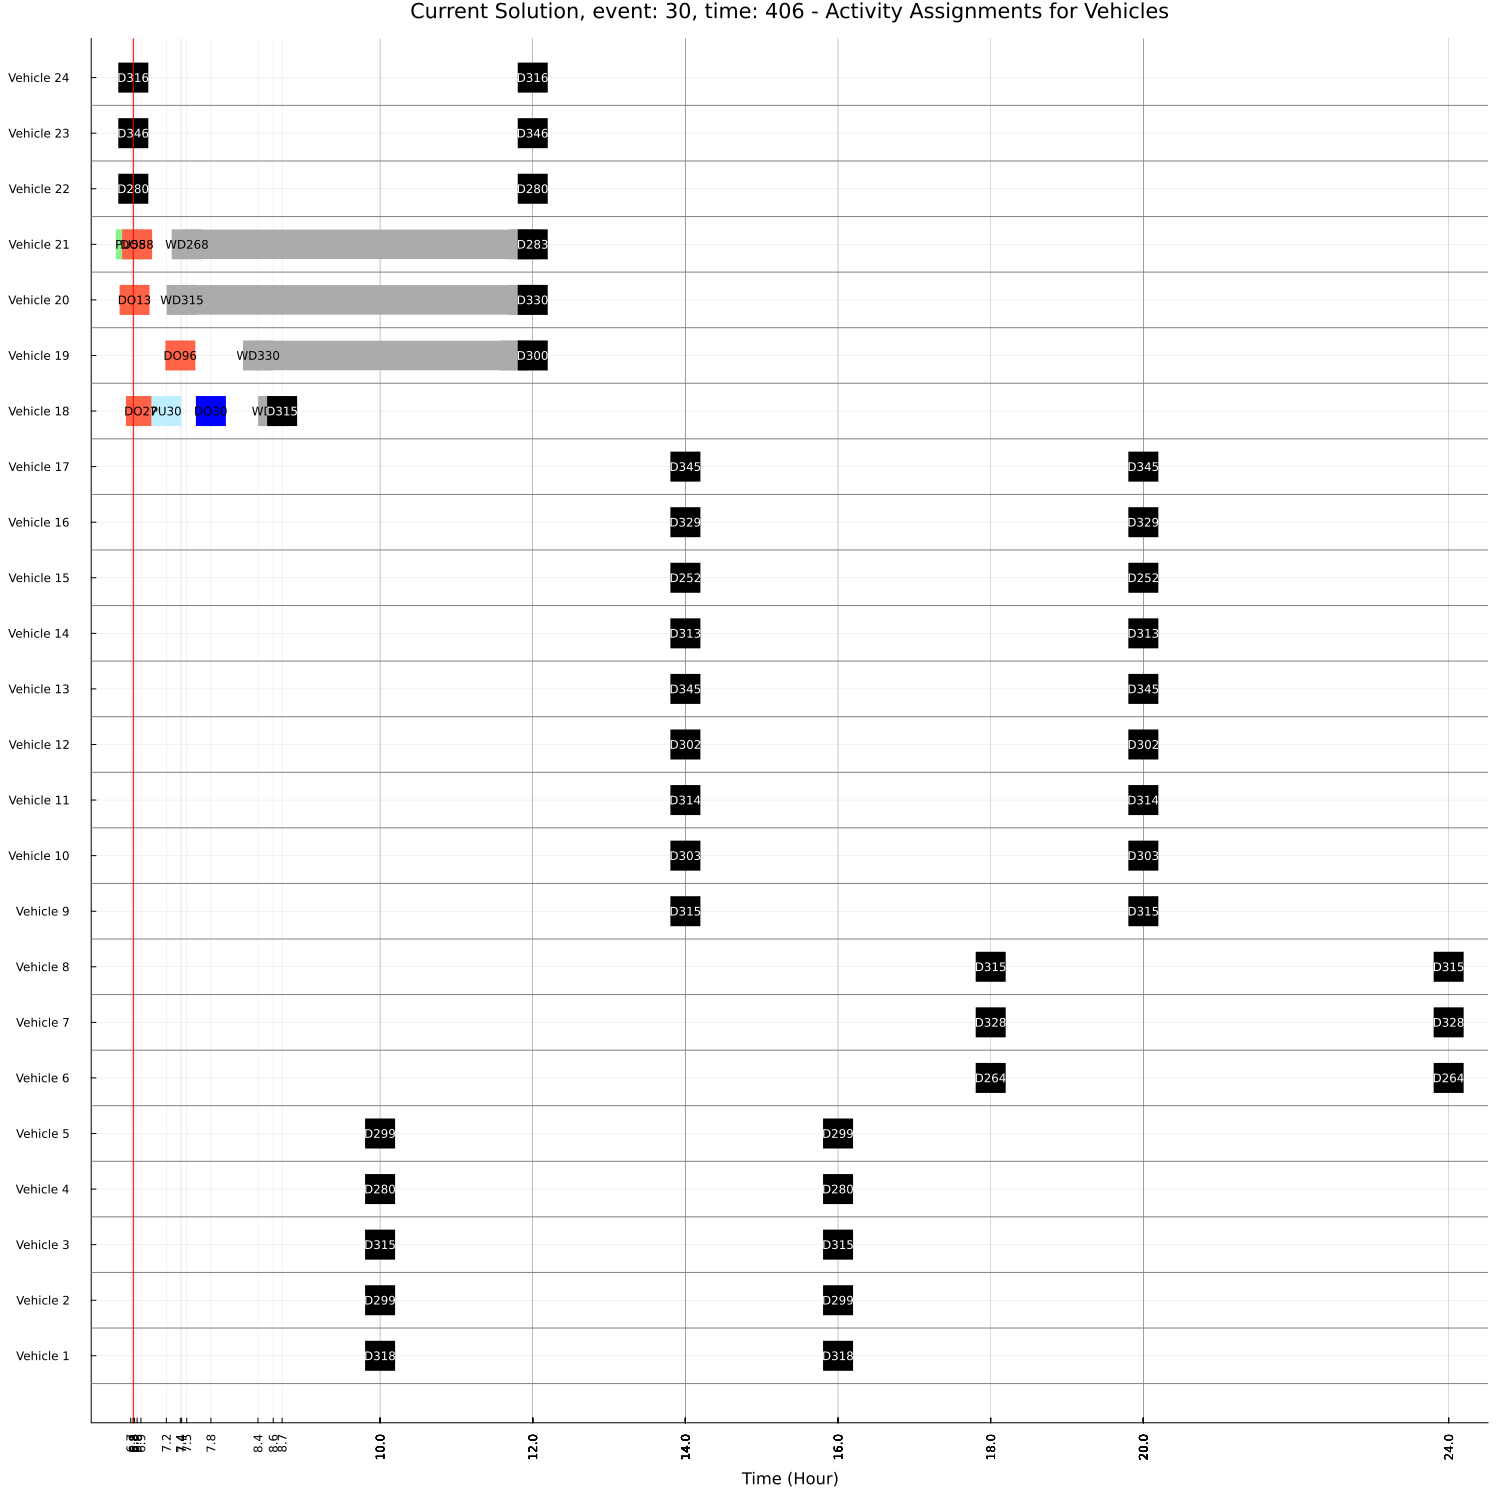 Current Solution, event: 30, time: 406 - Activity Assignments for Vehicles
Vehicle 24 D316 D316
Vehicle 23 D346 D346
Vehicle 22 D280 D280
Vehicle 21 WD268 D283
Vehicle 20 DO13 WD315 D330
Vehicle 19 DO96 WD330 D300
Vehicle 18 DO27 PU30 DO30 D315
Vehicle 17 D345 D345
Vehicle 16 D329 D329
Vehicle 15 D252 D252
Vehicle 14 D313 D313
Vehicle 13 D345 D345
Vehicle 12 D302 D302
Vehicle 11 D314 D314
Vehicle 10 D303 D303
Vehicle 9 D315 D315
Vehicle 8 D315 D315
Vehicle 7 D328 D328
Vehicle 6 D264 D264
Vehicle 5 D299 D299
Vehicle 4 D280 D280
Vehicle 3 D315 D315
Vehicle 2 D299 D299
Vehicle 1 D318 D318
6.9 7.2 7.5 7.8 8.4 8.6 8.7 10.0 12.0 14.0 16.0 18.0 20.0 24.0
Time (Hour)